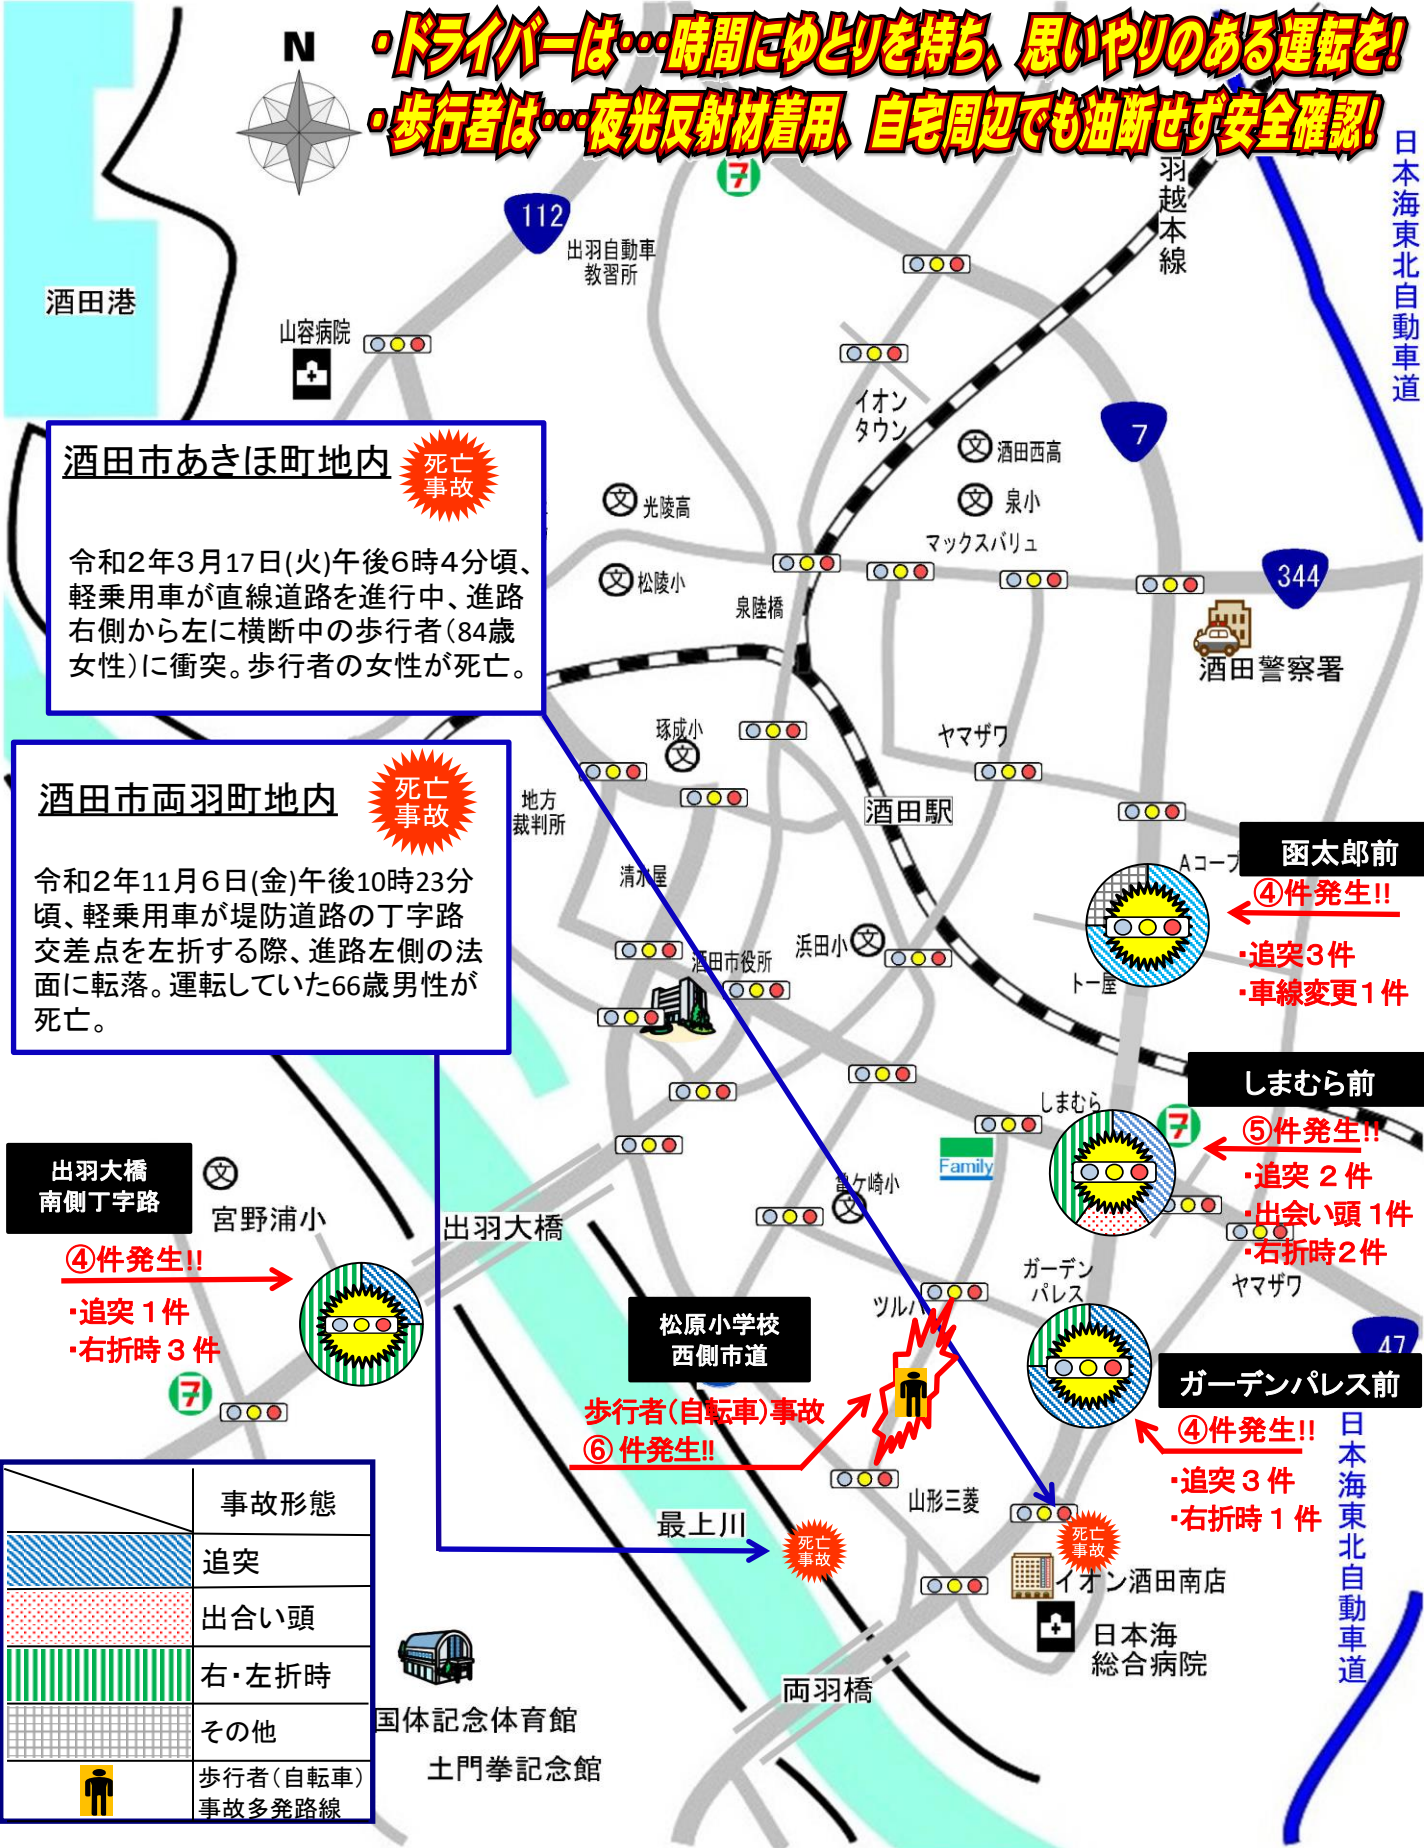 ・ドライバーは…時間にゆとりを持ち、思いやりのある運転を!
・歩行者は…夜光反射材着用、自宅周辺でも油断せず安全確認!
N
7
112
出羽自動車
教習所
羽越本線
日本海東北自動車道
酒田港
山容病院
イオン
タウン
7
文 酒田西高
文 泉小
文 光陵高
文 松陵小
マックスバリュ
泉陸橋
344
酒田警察署
酒田市あきほ町地内
死亡
事故
令和2年3月17日(火)午後6時4分頃、
軽乗用車が直線道路を進行中、進路
右側から左に横断中の歩行者(84歳
女性)に衝突。歩行者の女性が死亡。
酒田市両羽町地内
死亡
事故
令和2年11月6日(金)午後10時23分
頃、軽乗用車が堤防道路の丁字路
交差点を左折する際、進路左側の法
面に転落。運転していた66歳男性が
死亡。
琢成小
文
地方
裁判所
ヤマザワ
酒田駅
清水屋
酒田市役所
浜田小 文
Aコープ
トー屋
函太郎前
④件発生!!
・追突3件
・車線変更1件
しまむら
7
しまむら前
⑤件発生!!
・追突 2 件
・出会い頭 1件
・右折時2件
Family
亀ケ崎小
文
出羽大橋
南側丁字路
文
宮野浦小
④件発生!!
・追突 1 件
・右折時 3 件
7
出羽大橋
ガーデン
パレス
ヤマザワ
47
ツルハ
松原小学校
西側市道
歩行者(自転車)事故
⑥ 件発生!!
ガーデンパレス前
④件発生!!
・追突 3 件
・右折時 1 件
日本海東北自動車道
山形三菱
最上川
死亡
事故
死亡
事故
イオン酒田南店
日本海
総合病院
両羽橋
国体記念体育館
土門拳記念館
事故形態
追突
出合い頭
右・左折時
その他
歩行者(自転車)
事故多発路線